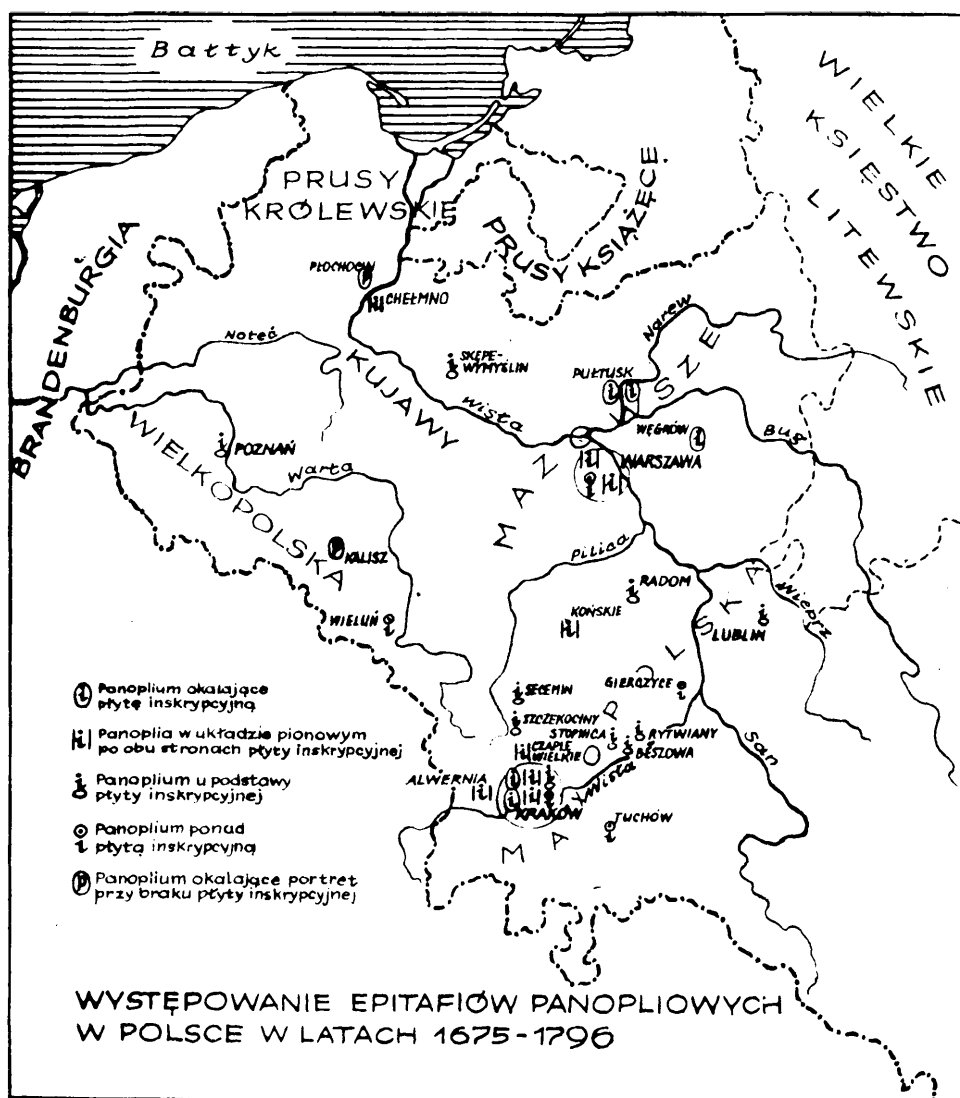 Bałtyk
WIELKIE
KSIĘSTWO
LITEWSKIE
PRUSY
KRÓLEWSKIE
PRUSY KSIĄŻĘCE.
BRANDENBURGIA
PŁOCHOCIN
CHEŁMNO
Noteć
KUJAWY
SKĘPE-
WYMYŚLIN
Wisła
Narew
PUŁTUSK
WĘGRÓW
Bug
MAZOWSZE
WARSZAWA
WIELKOPOLSKA
POZNAŃ
Warta
KALISZ
WIELUŃ
Pilica
RADOM
KOŃSKIE
LUBLIN
Wieprz
MAŁOPOLSKA
SECEMIN
GIERCZYCE
SZCZEKOCINY
STOPNICA
RYTWIANY
BESZOWA
CZAPLE
WIELKIE
San
ALWERNIA
KRAKÓW
Wisła
TUCHÓW
i Panoplium okalające
płytę inskrypcyjną
i Panoplia w układzie pionowym
po obu stronach płyty inskrypcyjnej
i Panoplium u podstawy
płyty inskrypcyjnej
i Panoplium ponad
płytą inskrypcyjną
P Panoplium okalające portret
przy braku płyty inskrypcyjnej
WYSTĘPOWANIE EPITAFIÓW PANOPLIOWYCH
W POLSCE W LATACH 1675-1796